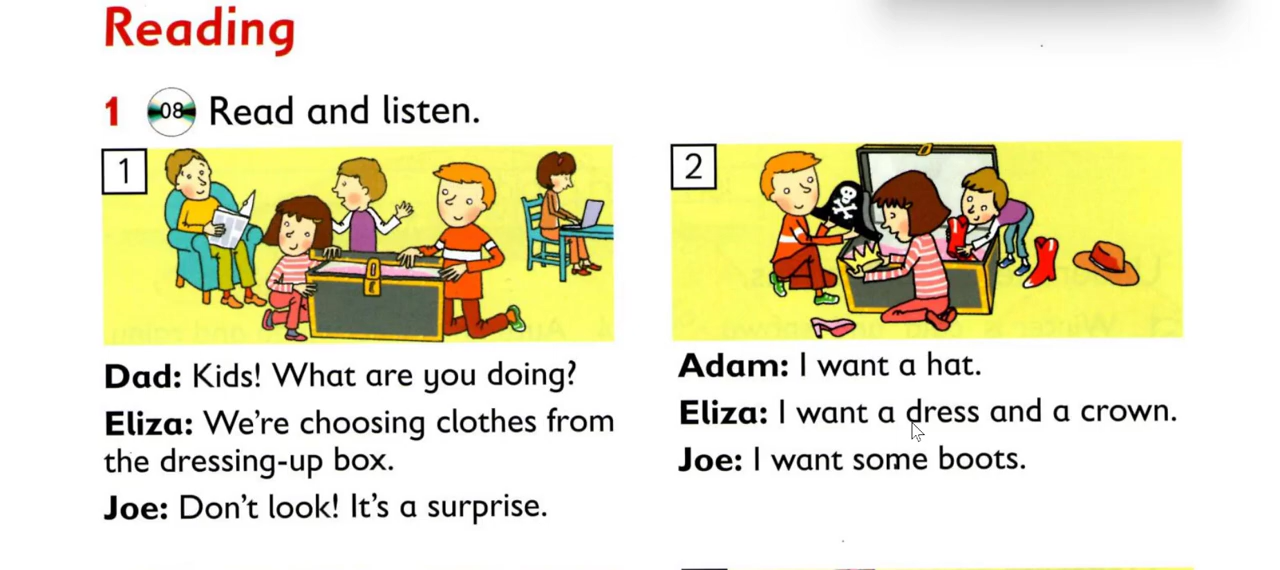 Reading
1 08 Read and listen.
1
Dad: Kids! What are you doing?
Eliza: We're choosing clothes from
the dressing-up box.
Joe: Don't look! It's a surprise.
2
Adam: I want a hat.
Eliza: I want a dress and a crown.
Joe: I want some boots.